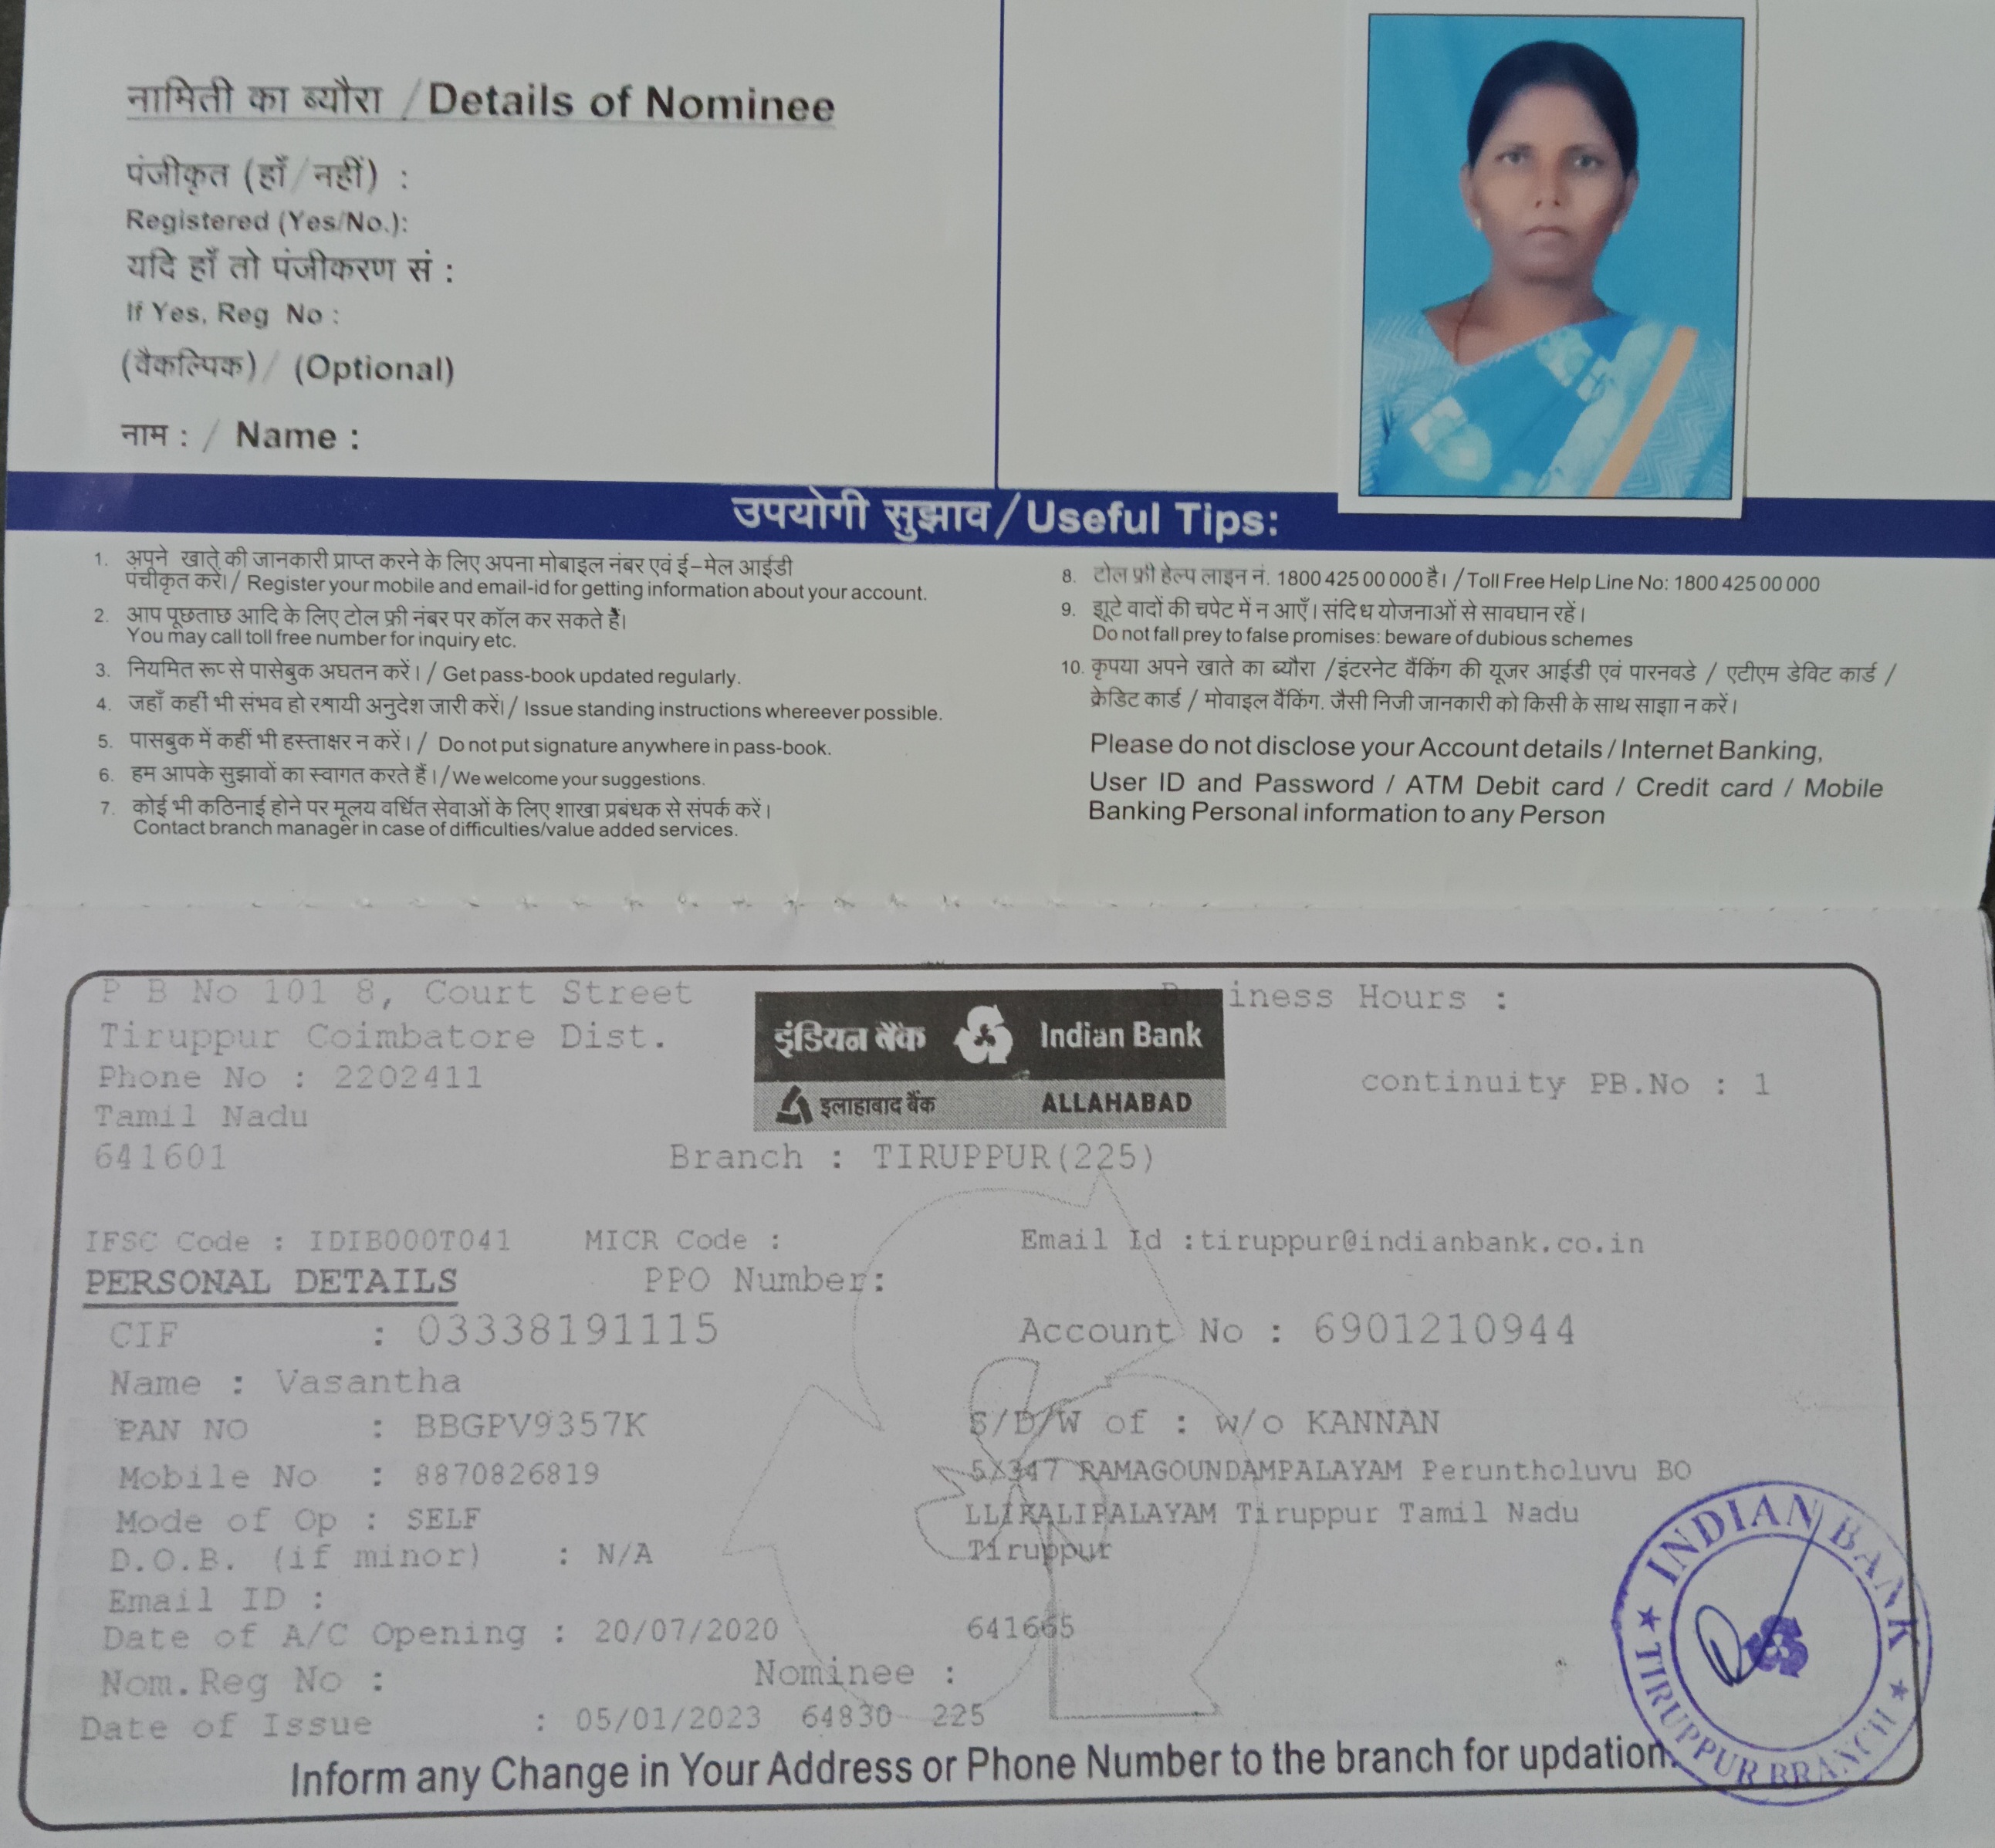 नामिती का ब्यौरा / Details of Nominee
पंजीकृत (हाँ/नहीं) :
Registered (Yes/No.):
यदि हाँ तो पंजीकरण सं :
If Yes, Reg No :
(वैकल्पिक) / (Optional)
नाम : / Name :
उपयोगी सुझाव/Useful Tips:
1. अपने खाते की जानकारी प्राप्त करने के लिए अपना मोबाइल नंबर एवं ई-मेल आईडी
पंचीकृत करें। / Register your mobile and email-id for getting information about your account.
2. आप पूछताछ आदि के लिए टोल फ्री नंबर पर कॉल कर सकते हैं।
You may call toll free number for inquiry etc.
3. नियमित रूप से पासेबुक अघतन करें। / Get pass-book updated regularly.
4. जहाँ कहीं भी संभव हो रश्रायी अनुदेश जारी करें। / Issue standing instructions whereever possible.
5. पासबुक में कहीं भी हस्ताक्षर न करें। / Do not put signature anywhere in pass-book.
6. हम आपके सुझावों का स्वागत करते हैं। / We welcome your suggestions.
7. कोई भी कठिनाई होने पर मूलय वर्धित सेवाओं के लिए शाखा प्रबंधक से संपर्क करें।
Contact branch manager in case of difficulties/value added services.
8. टोल फ्री हेल्प लाइन नं. 1800 425 00 000 है। / Toll Free Help Line No: 1800 425 00 000
9. झूटे वादों की चपेट में न आएँ। संदिध योजनाओं से सावघान रहें।
Do not fall prey to false promises: beware of dubious schemes
10. कृपया अपने खाते का ब्यौरा / इंटरनेट वैंकिंग की यूजर आईडी एवं पारनवडे / एटीएम डेविट कार्ड /
क्रेडिट कार्ड / मोवाइल वैंकिंग. जैसी निजी जानकारी को किसी के साथ साझा न करें।
Please do not disclose your Account details / Internet Banking,
User ID and Password / ATM Debit card / Credit card / Mobile
Banking Personal information to any Person
P B No 101 8, Court Street
Tiruppur Coimbatore Dist.
Phone No : 2202411
Tamil Nadu
641601
इंडियन बैंक Indian Bank
इलाहाबाद बैंक ALLAHABAD
Business Hours :
continuity PB.No : 1
Branch : TIRUPPUR(225)
IFSC Code : IDIB000T041 MICR Code : Email Id :tiruppur@indianbank.co.in
PERSONAL DETAILS PPO Number:
CIF : 03338191115 Account No : 6901210944
Name : Vasantha
PAN NO : BBGPV9357K S/D/W of : w/o KANNAN
Mobile No : 8870826819 5/347 RAMAGOUNDAMPALAYAM Peruntholuvu BO
Mode of Op : SELF LLIKALIPALAYAM Tiruppur Tamil Nadu
D.O.B. (if minor) : N/A Tiruppur
Email ID :
Date of A/C Opening : 20/07/2020 641665
Nom.Reg No : Nominee :
Date of Issue : 05/01/2023 64830 225
Inform any Change in Your Address or Phone Number to the branch for updation.
INDIAN BANK
TIRUPPUR BRANCH